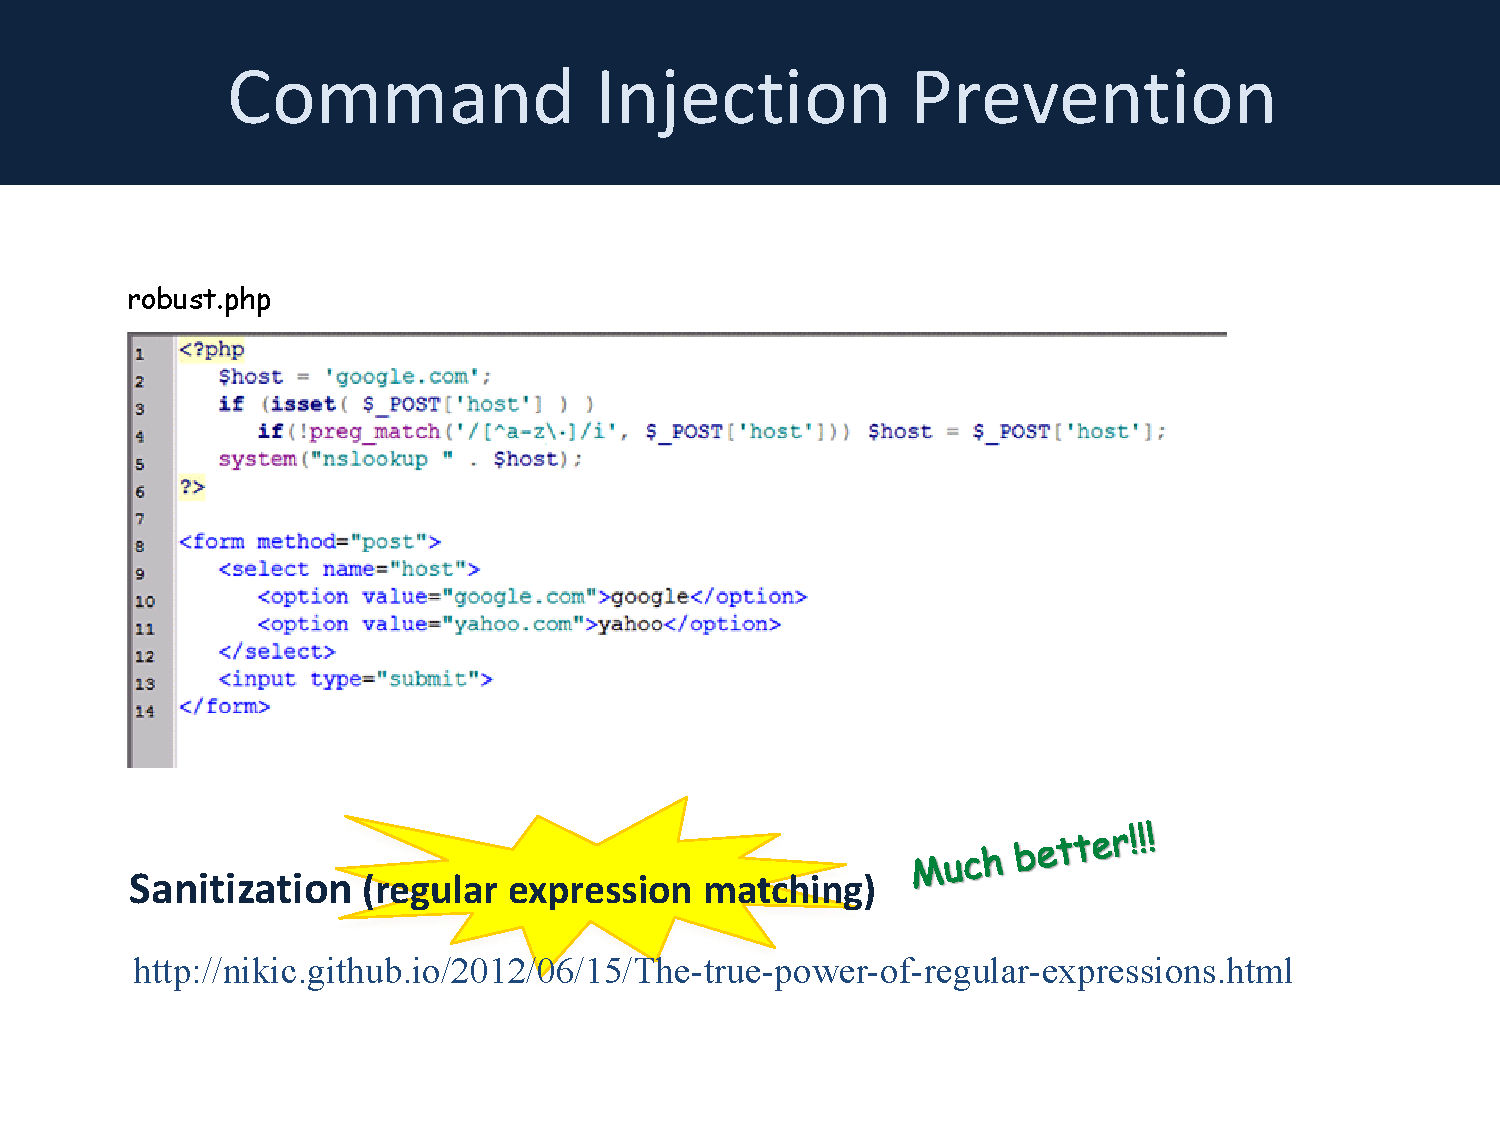 Command Injection Prevention
robust.php
1 <?php
2 $host = 'google.com';
3 if (isset( $_POST['host'] ) )
4 if(!preg_match('/[^a-z\.]/i', $_POST['host'])) $host = $_POST['host'];
5 system("nslookup " . $host);
6 ?>
7
8 <form method="post">
9 <select name="host">
10 <option value="google.com">google</option>
11 <option value="yahoo.com">yahoo</option>
12 </select>
13 <input type="submit">
14 </form>
Much better!!!
Sanitization (regular expression matching)
http://nikic.github.io/2012/06/15/The-true-power-of-regular-expressions.html